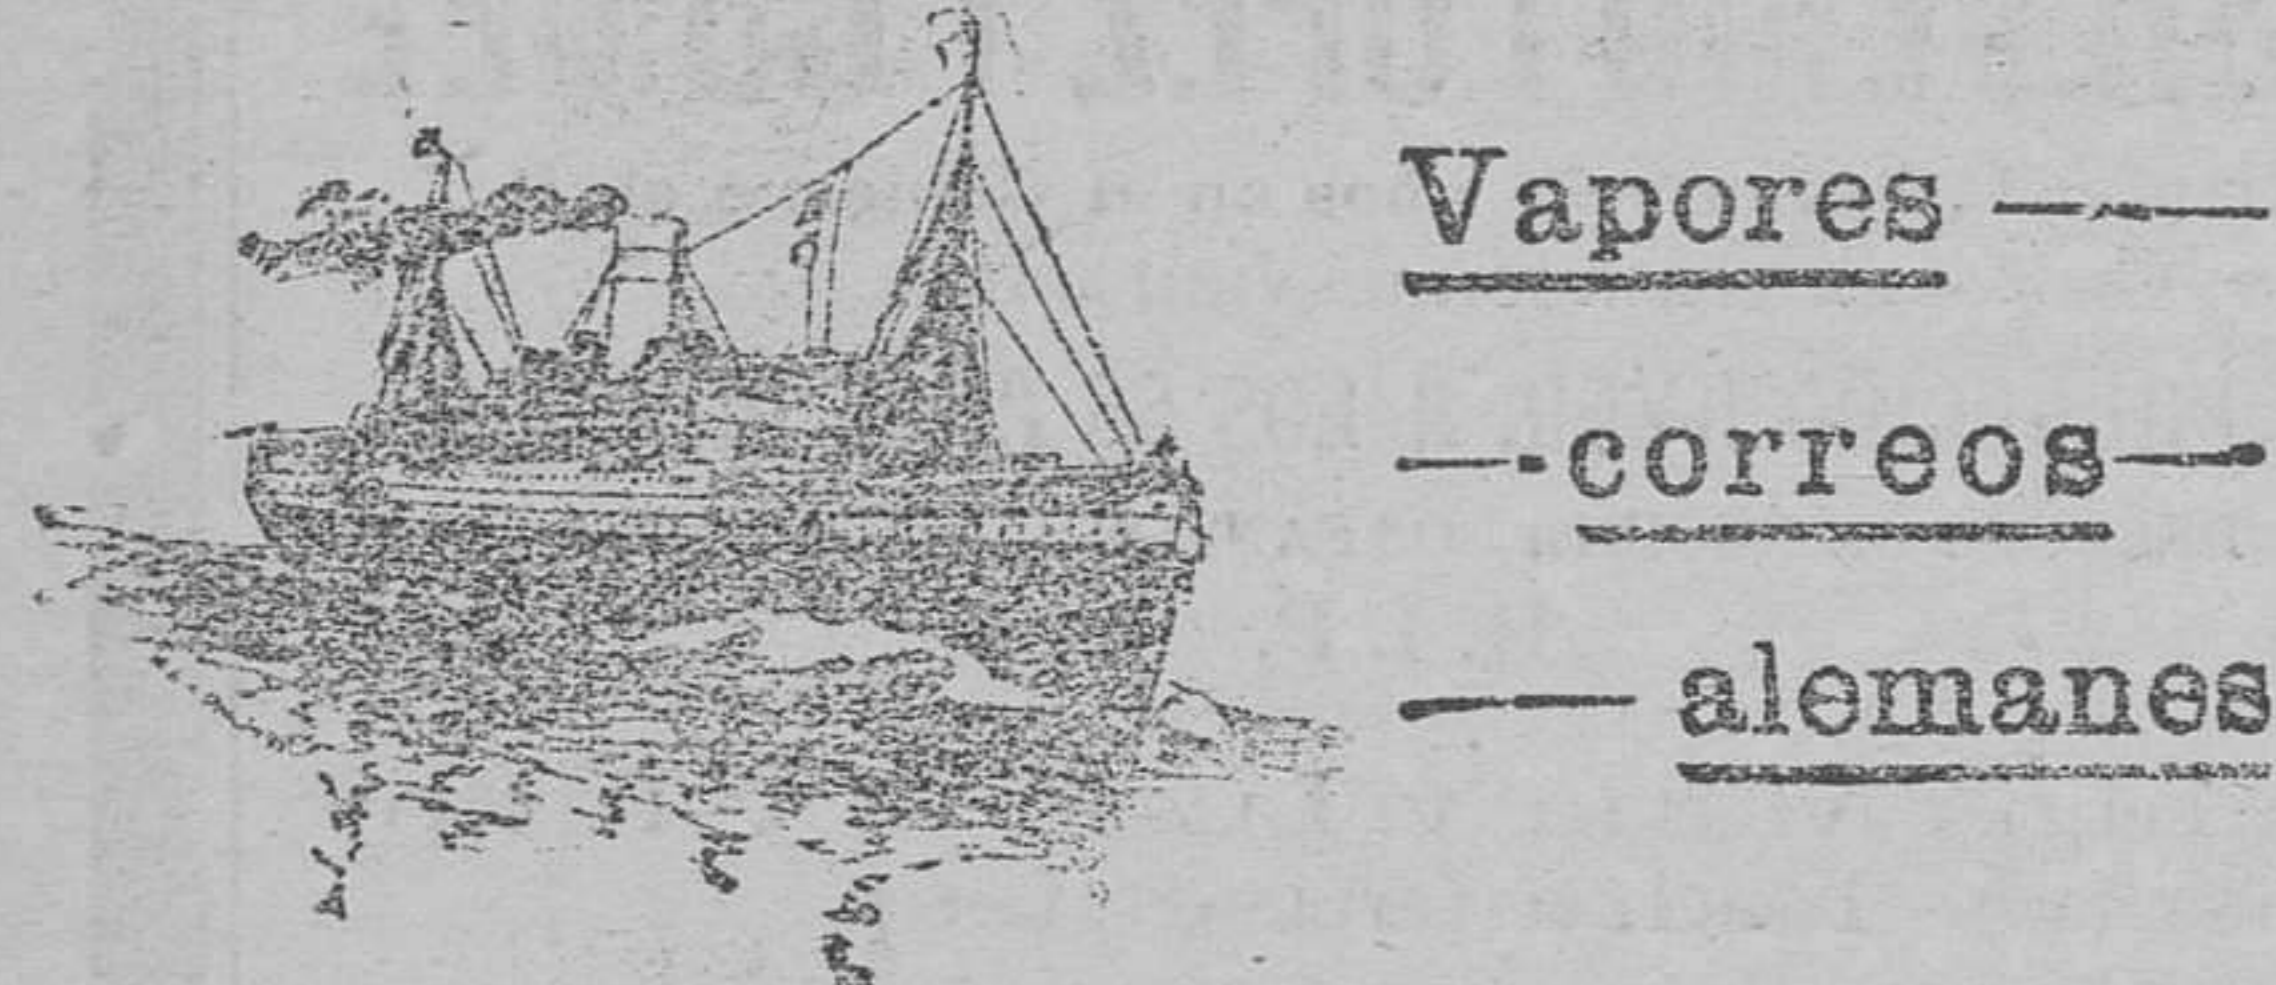 Vapores —
— correos —
— alemanes